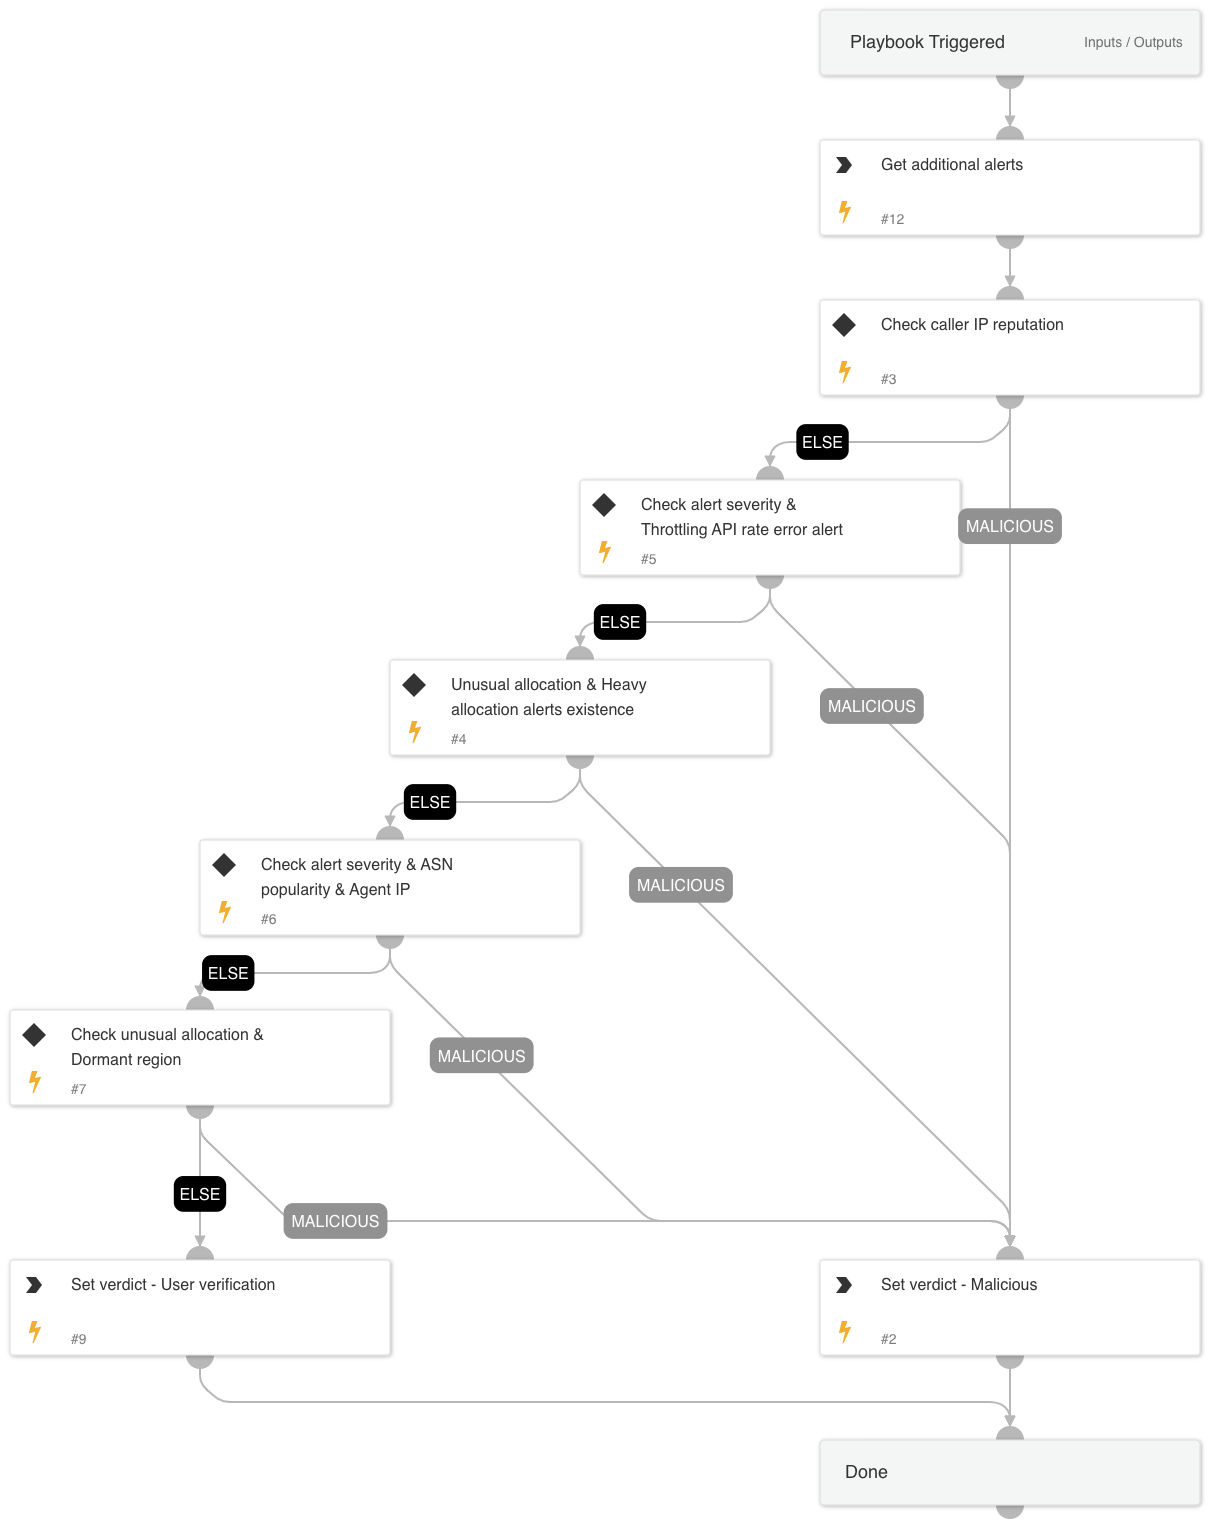 Playbook Triggered
Inputs / Outputs
Get additional alerts
#12
Check caller IP reputation
#3
ELSE
Check alert severity &
Throttling API rate error alert
#5
MALICIOUS
ELSE
Unusual allocation & Heavy
allocation alerts existence
#4
MALICIOUS
ELSE
Check alert severity & ASN
popularity & Agent IP
#6
MALICIOUS
ELSE
Check unusual allocation &
Dormant region
#7
MALICIOUS
ELSE
MALICIOUS
Set verdict - User verification
#9
Set verdict - Malicious
#2
Done